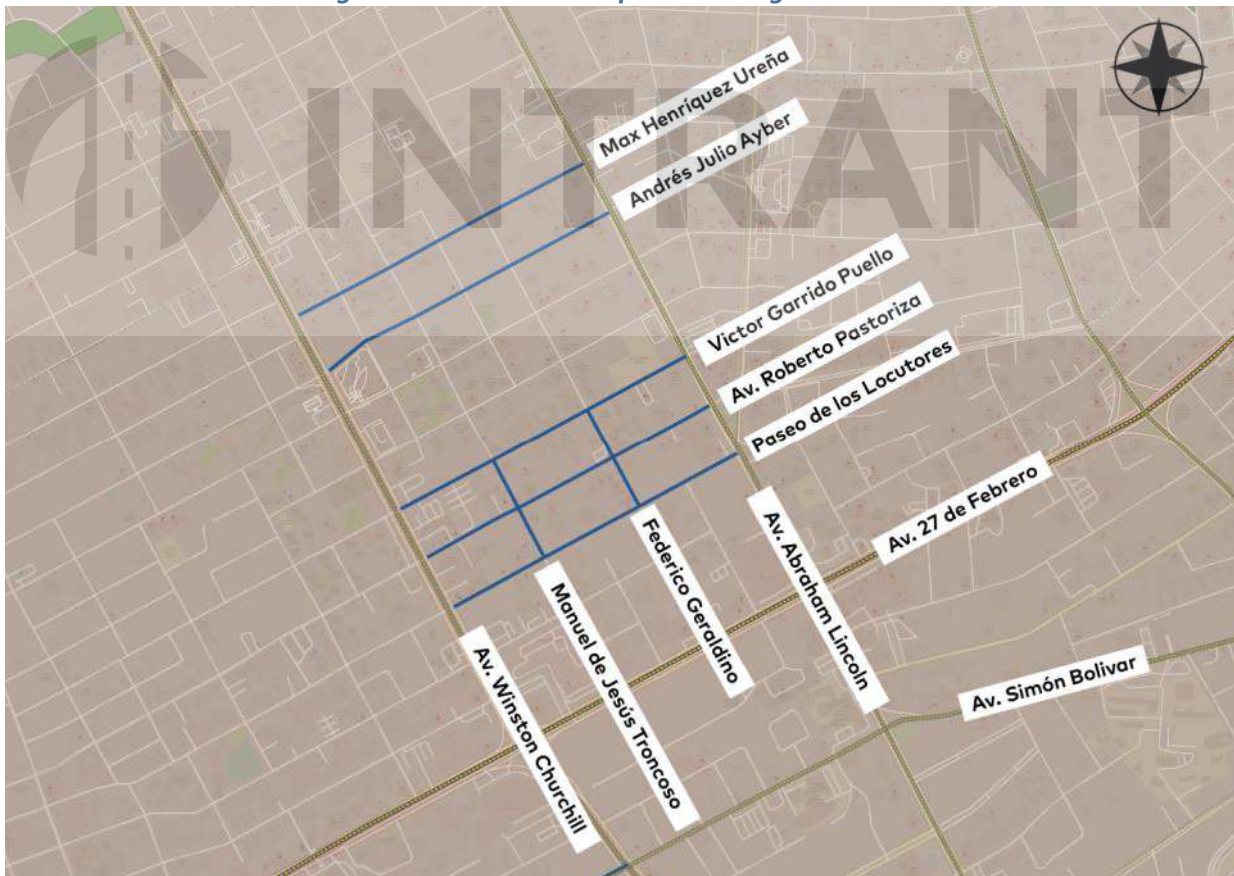 INTRANT
Max Henríquez Ureña
Andrés Julio Ayber
Victor Garrido Puello
Av. Roberto Pastoriza
Paseo de los Locutores
Av. 27 de Febrero
Av. Abraham Lincoln
Federico Geraldino
Av. Simón Bolivar
Manuel de Jesús Troncoso
Av. Winston Churchill